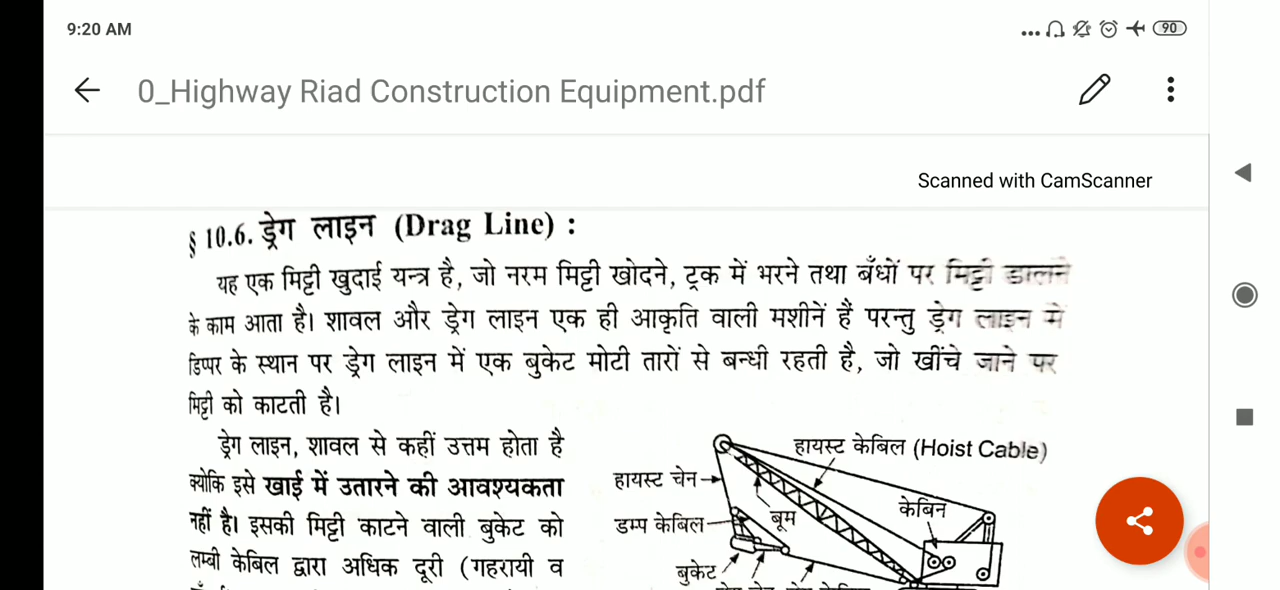 9:20 AM
90
0_Highway Riad Construction Equipment.pdf
Scanned with CamScanner
§ 10.6. ड्रेग लाइन (Drag Line) :
यह एक मिट्टी खुदाई यन्त्र है, जो नरम मिट्टी खोदने, ट्रक में भरने तथा बँधों पर मिट्टी डालने
के काम आता है। शावल और ड्रेग लाइन एक ही आकृति वाली मशीनें हैं परन्तु ड्रेग लाइन में
डिप्पर के स्थान पर ड्रेग लाइन में एक बुकेट मोटी तारों से बन्धी रहती है, जो खींचे जाने पर
मिट्टी को काटती है।
ड्रेग लाइन, शावल से कहीं उत्तम होता है
क्योकि इसे खाई में उतारने की आवश्यकता
नहीं है। इसकी मिट्टी काटने वाली बुकेट को
लम्बी केबिल द्वारा अधिक दूरी (गहरायी व
हायस्ट केबिल (Hoist Cable)
हायस्ट चेन
केबिन
बूम
डम्प केबिल
बुकेट